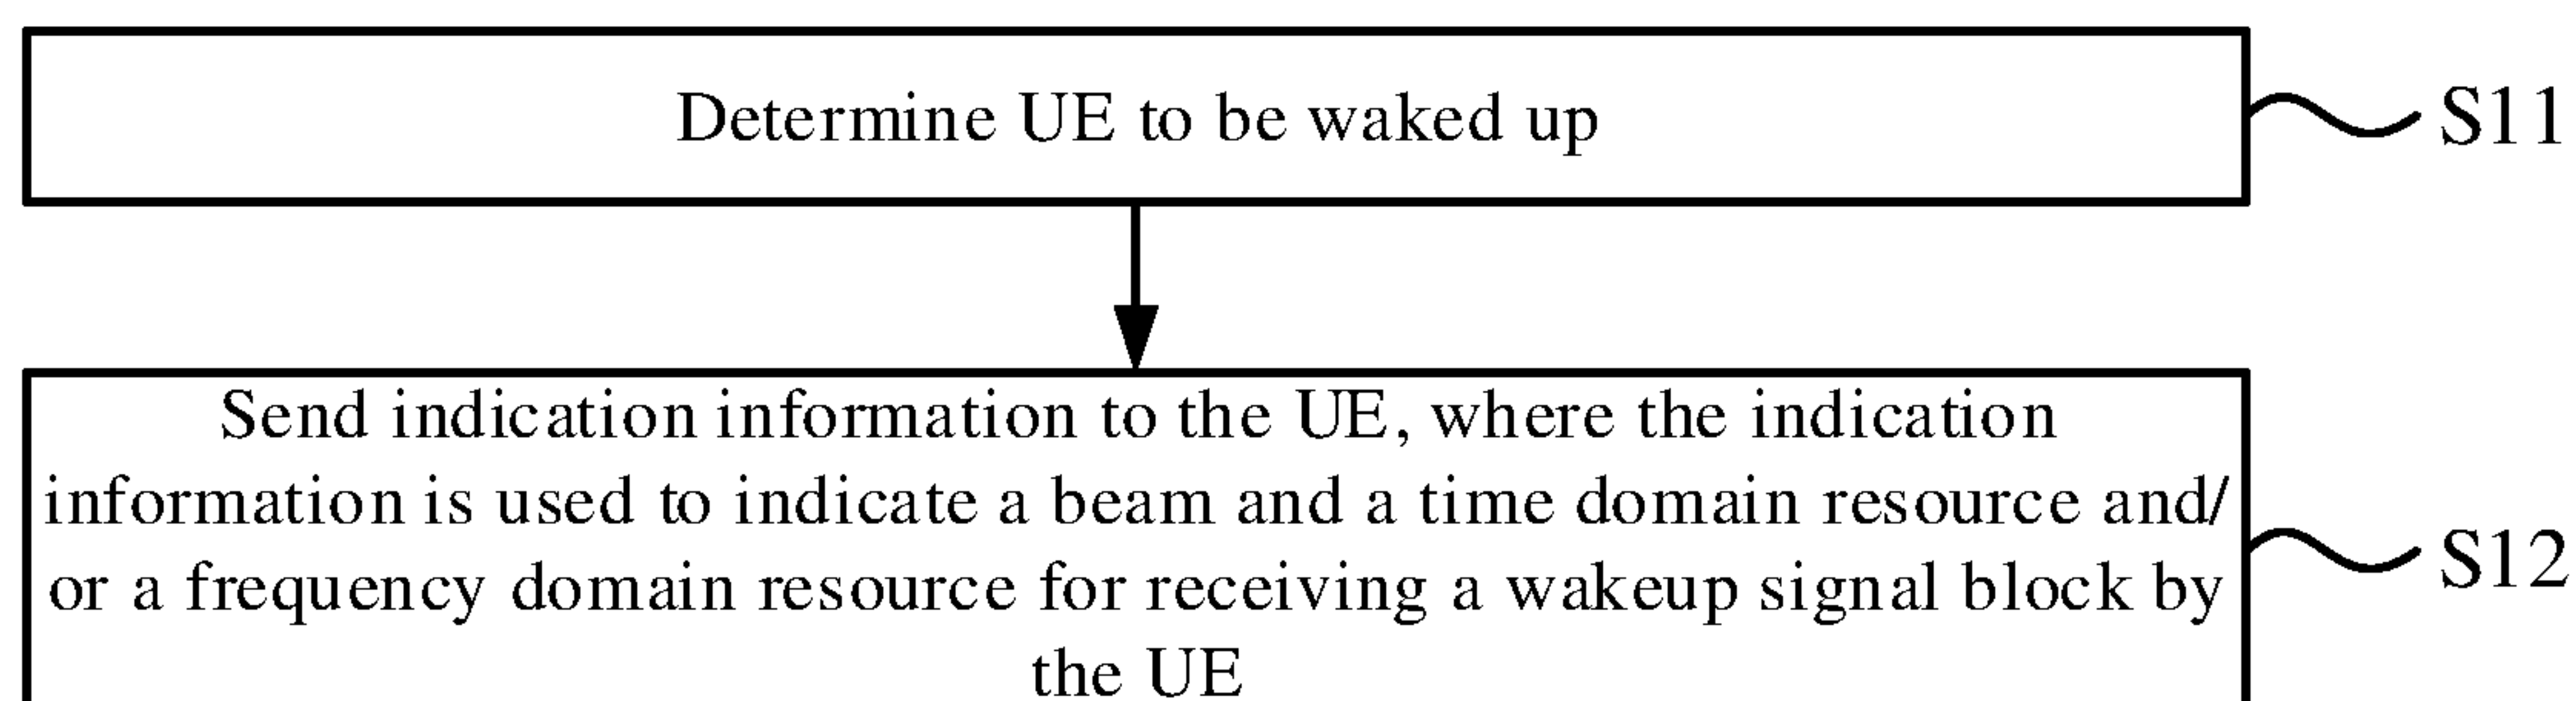 Determine UE to be waked up
S11
Send indication information to the UE, where the indication
information is used to indicate a beam and a time domain resource and/
or a frequency domain resource for receiving a wakeup signal block by
the UE
S12